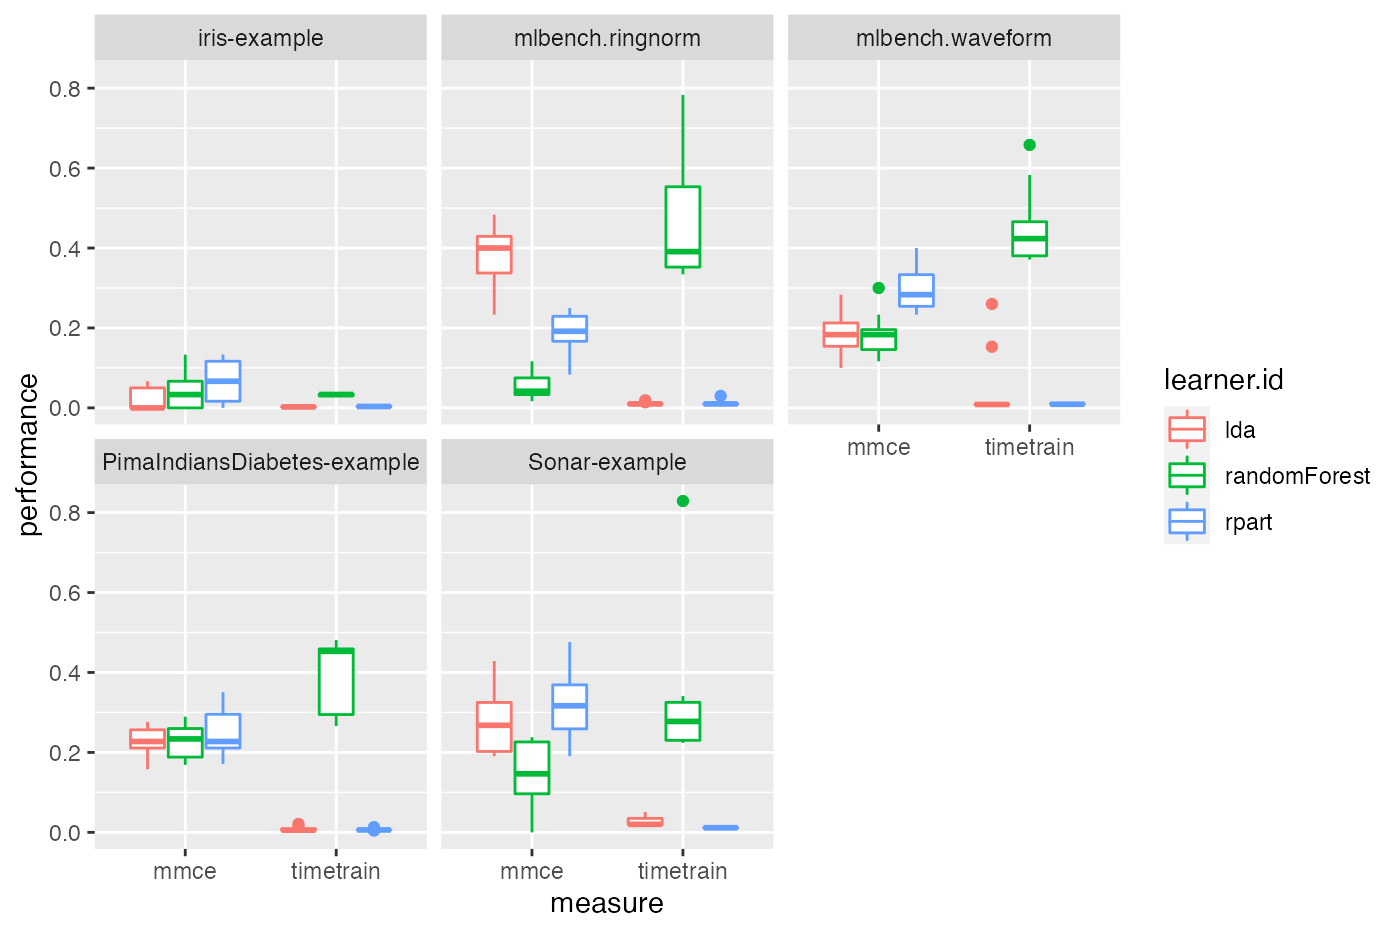 iris-example
mlbench.ringnorm
mlbench.waveform
0.8
0.6
0.4
0.2
0.0
mmce
timetrain
PimaIndiansDiabetes-example
Sonar-example
0.8
0.6
0.4
0.2
0.0
mmce
timetrain
mmce
timetrain
measure
performance
learner.id
lda
randomForest
rpart